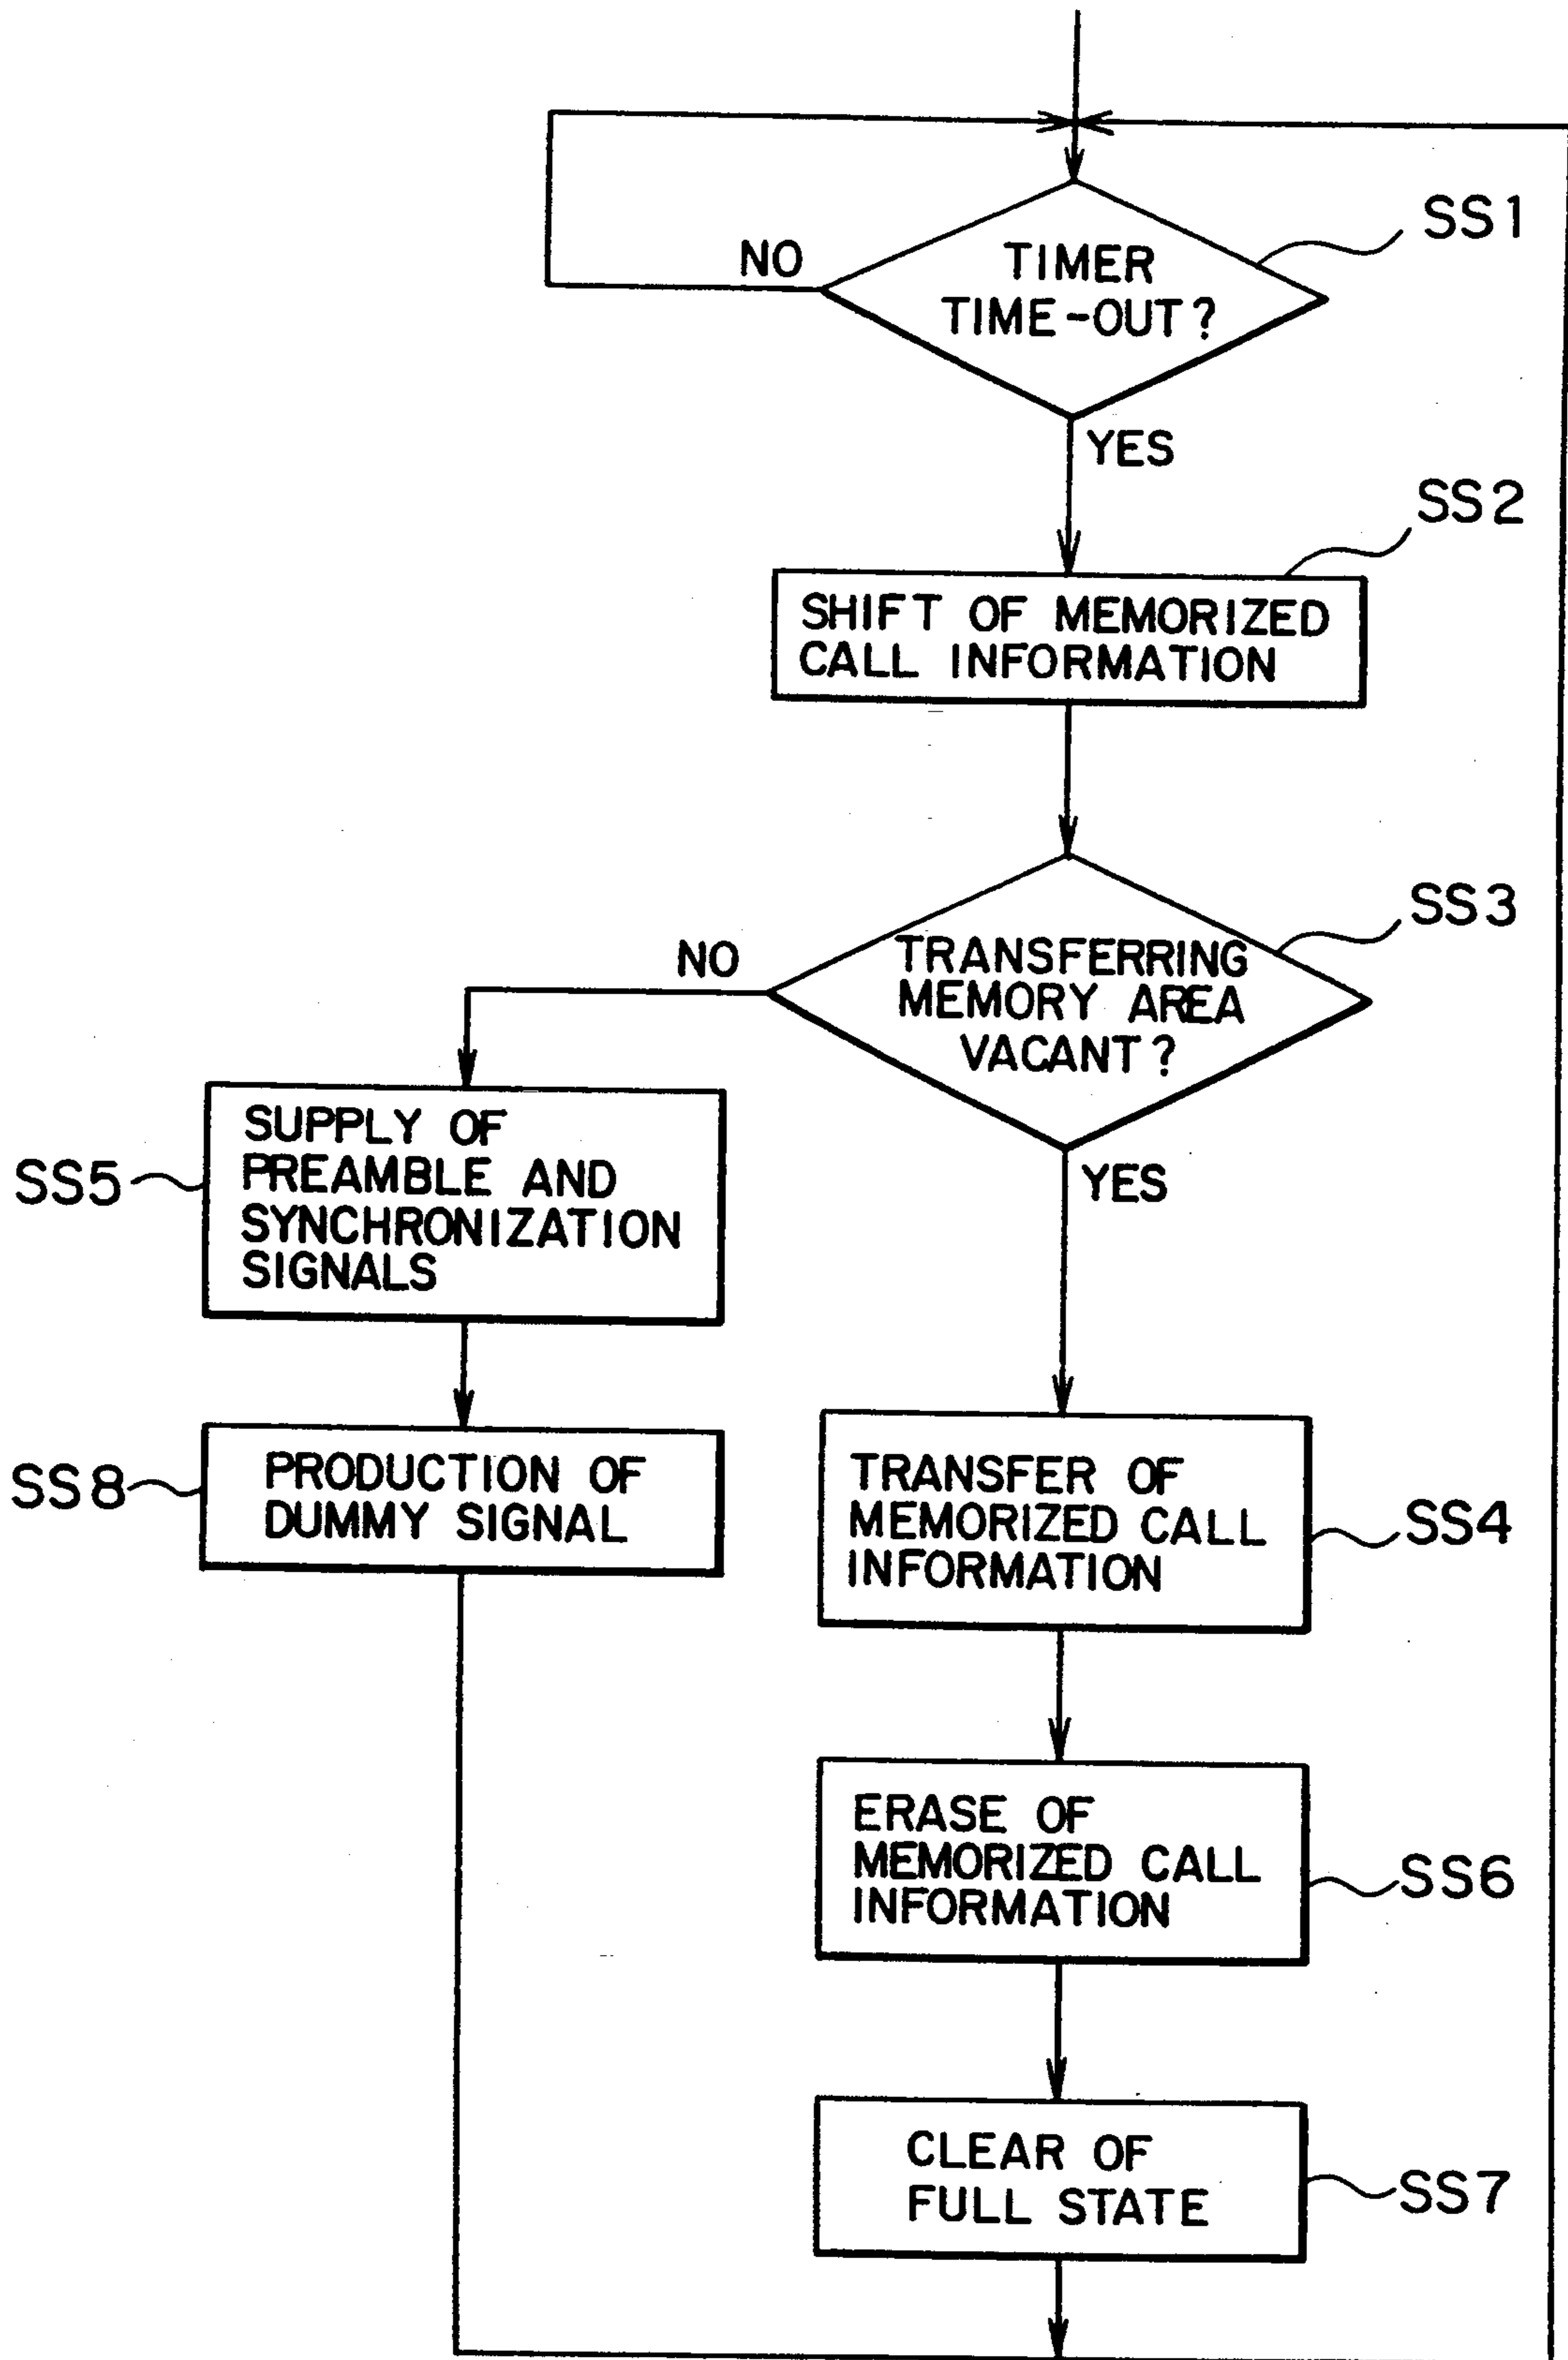 SS1
NO
TIMER
TIME-OUT?
YES
SS2
SHIFT OF MEMORIZED
CALL INFORMATION
SS3
NO
TRANSFERRING
MEMORY AREA
VACANT?
YES
SS5
SUPPLY OF
PREAMBLE AND
SYNCHRONIZATION
SIGNALS
SS8
PRODUCTION OF
DUMMY SIGNAL
TRANSFER OF
MEMORIZED CALL
INFORMATION
SS4
ERASE OF
MEMORIZED CALL
INFORMATION
SS6
CLEAR OF
FULL STATE
SS7